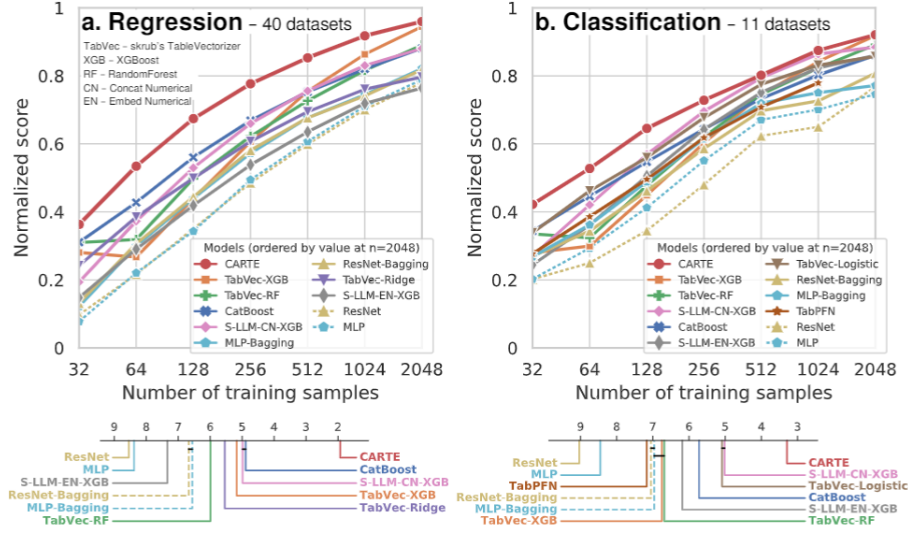 a. Regression – 40 datasets
TabVec – skrub's TableVectorizer
XGB – XGBoost
RF – RandomForest
CN – Concat Numerical
EN – Embed Numerical
Normalized score
1
0.8
0.6
0.4
0.2
0
Models (ordered by value at n=2048)
CARTE
TabVec-XGB
TabVec-RF
CatBoost
S-LLM-CN-XGB
MLP-Bagging
ResNet-Bagging
TabVec-Ridge
S-LLM-EN-XGB
ResNet
MLP
32 64 128 256 512 1024 2048
Number of training samples
b. Classification – 11 datasets
Normalized score
1
0.8
0.6
0.4
0.2
0
Models (ordered by value at n=2048)
CARTE
TabVec-XGB
TabVec-RF
S-LLM-CN-XGB
CatBoost
S-LLM-EN-XGB
TabVec-Logistic
ResNet-Bagging
MLP-Bagging
TabPFN
ResNet
MLP
32 64 128 256 512 1024 2048
Number of training samples
9 8 7 6 5 4 3 2
ResNet
MLP
S-LLM-EN-XGB
ResNet-Bagging
MLP-Bagging
TabVec-RF
CARTE
CatBoost
S-LLM-CN-XGB
TabVec-XGB
TabVec-Ridge
9 8 7 6 5 4 3
ResNet
MLP
TabPFN
ResNet-Bagging
MLP-Bagging
TabVec-XGB
CARTE
S-LLM-CN-XGB
TabVec-Logistic
CatBoost
S-LLM-EN-XGB
TabVec-RF